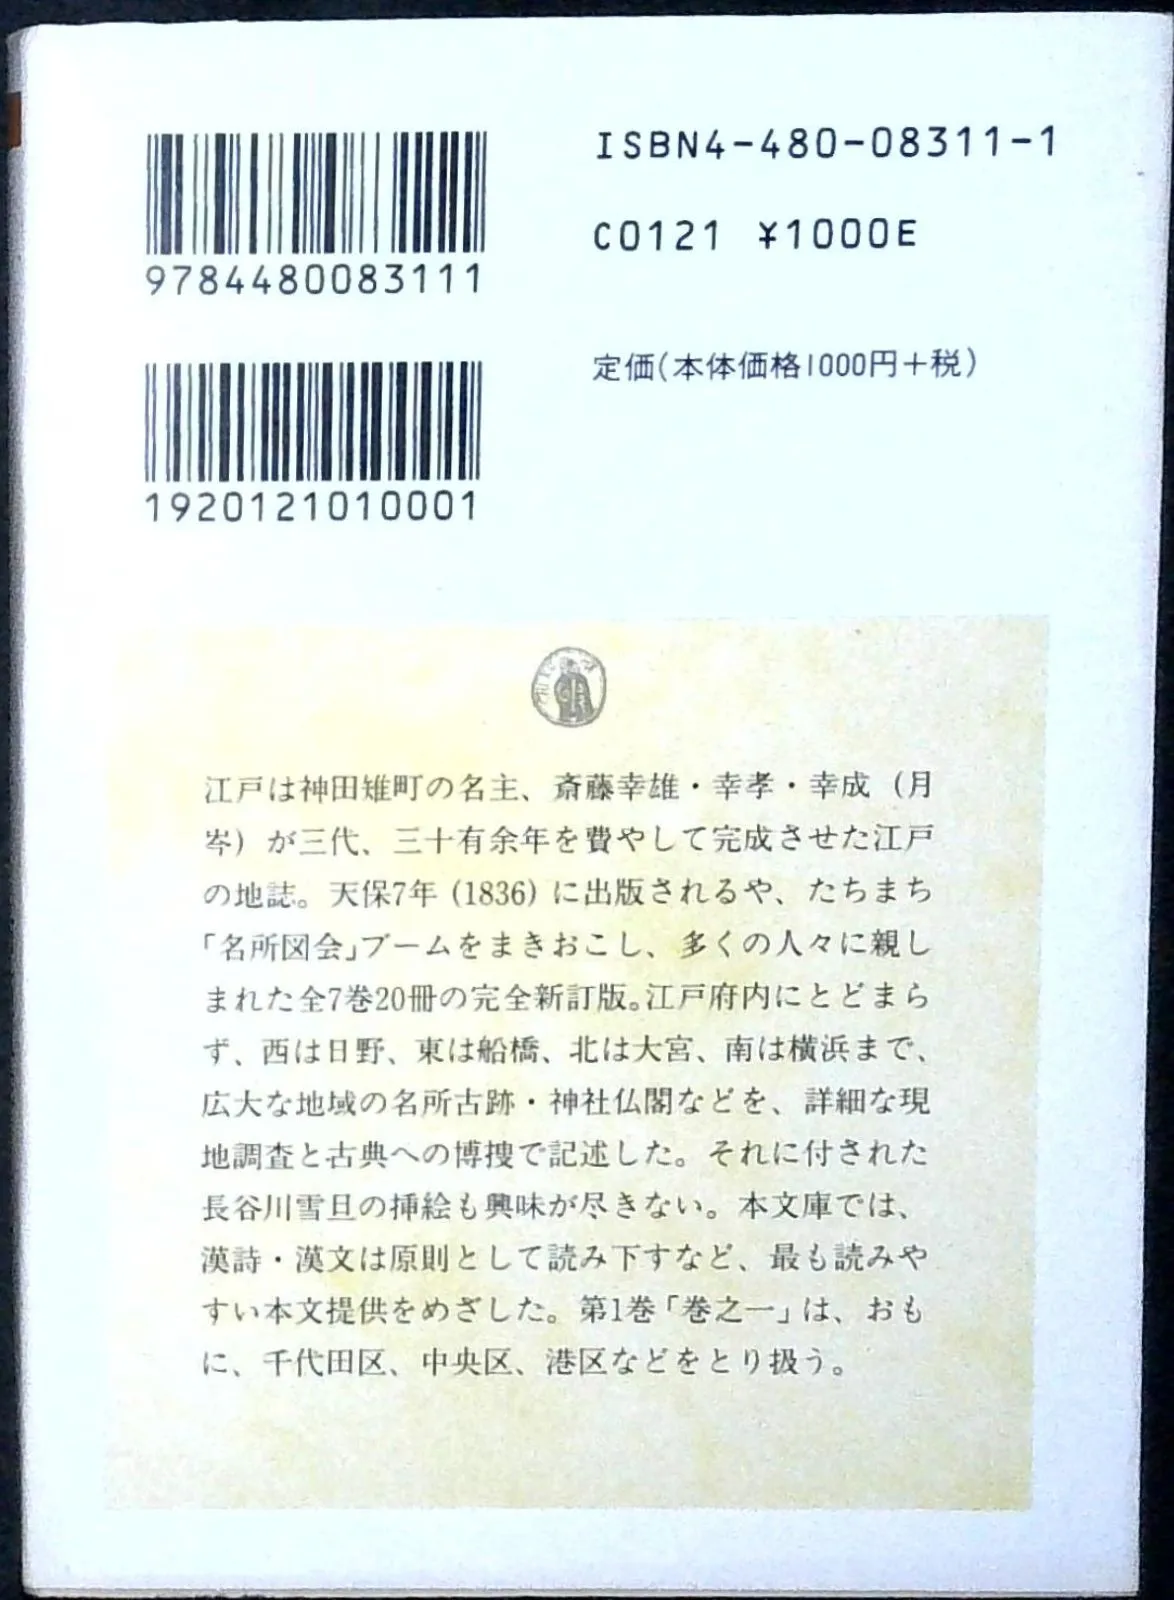 ISBN4-480-08311-1
9784480083111
C0121 ¥1000E
定価(本体価格1000円+税)
1920121010001
江戸は神田雉町の名主、斎藤幸雄・幸孝・幸成(月
岑)が三代、三十有余年を費やして完成させた江戸
の地誌。天保7年(1836)に出版されるや、たちまち
「名所図会」ブームをまきおこし、多くの人々に親し
まれた全7巻20冊の完全新訂版。江戸府内にとどまら
ず、西は日野、東は船橋、北は大宮、南は横浜まで、
広大な地域の名所古跡・神社仏閣などを、詳細な現
地調査と古典への博捜で記述した。それに付された
長谷川雪旦の挿絵も興味が尽きない。本文庫では、
漢詩・漢文は原則として読み下すなど、最も読みや
すい本文提供をめざした。第1巻「巻之一」は、おも
に、千代田区、中央区、港区などをとり扱う。